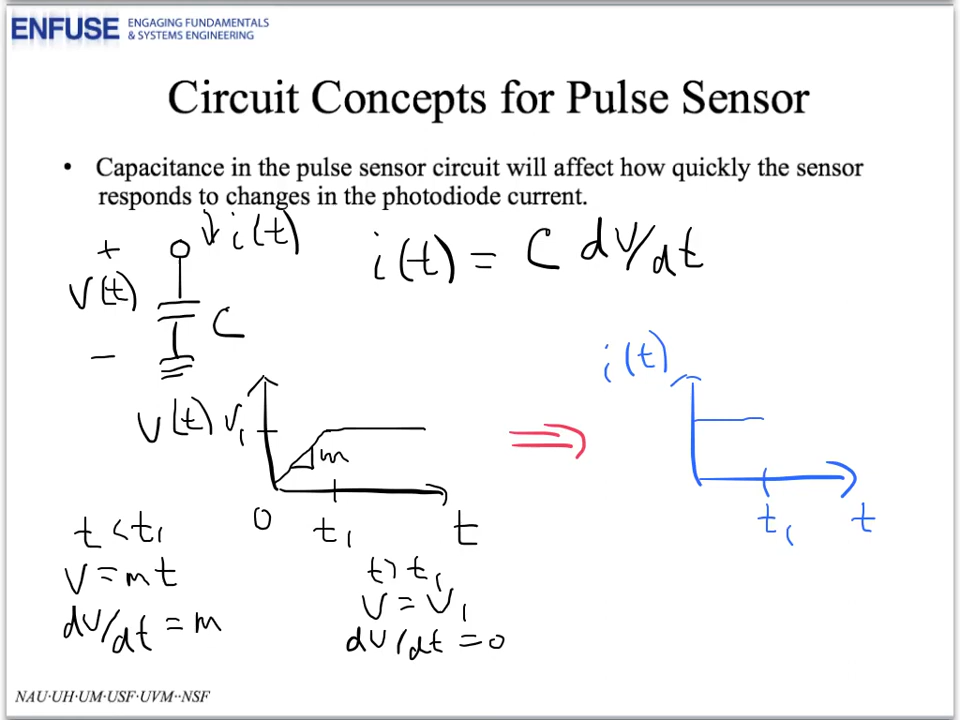 ENFUSE ENGAGING FUNDAMENTALS & SYSTEMS ENGINEERING
Circuit Concepts for Pulse Sensor
• Capacitance in the pulse sensor circuit will affect how quickly the sensor
responds to changes in the photodiode current.
+ i(t)
i(t) = C dv/dt
V(t)
C
−
i(t)
V(t) V1
m
0 t1 t
t1 t
t < t1
V = mt
dv/dt = m
t > t1
V = V1
dv/dt = 0
NAU·UH·UM·USF·UVM··NSF